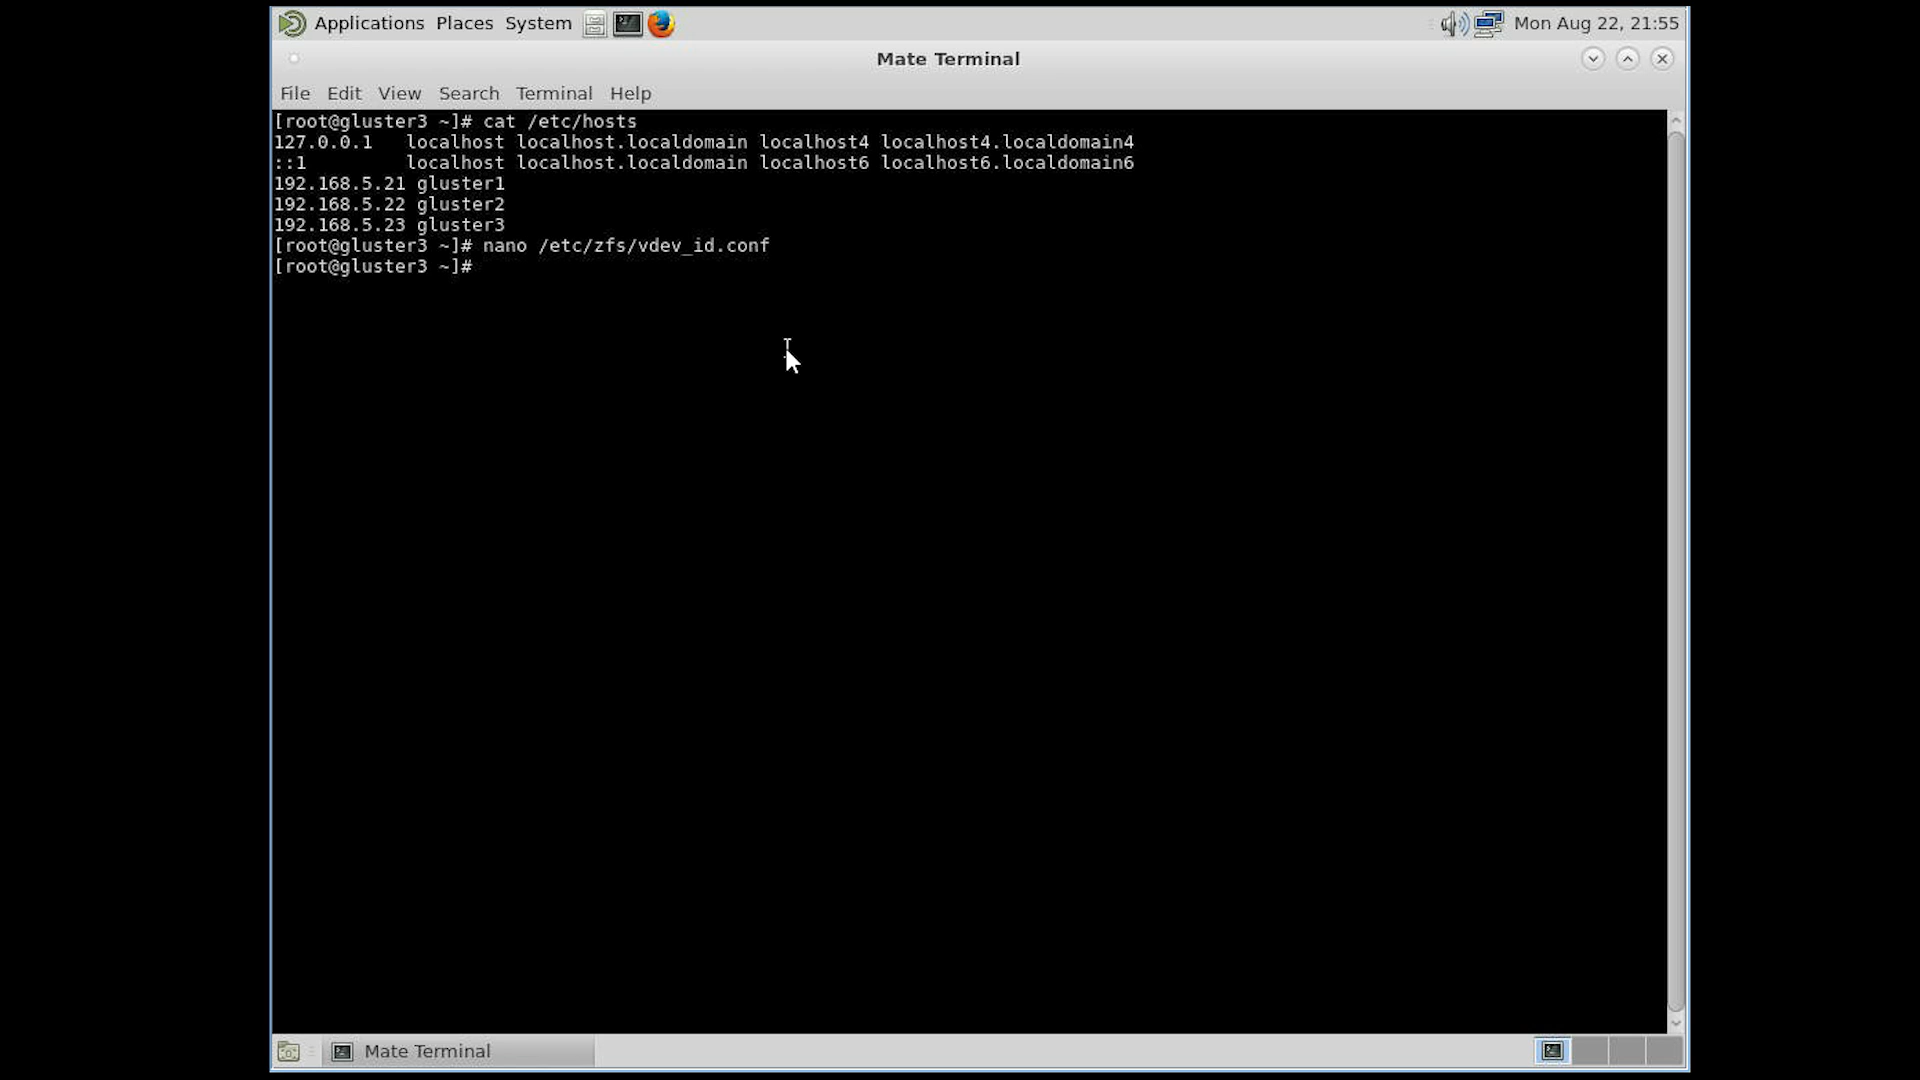 Applications Places System Mon Aug 22, 21:55
Mate Terminal
File Edit View Search Terminal Help
[root@gluster3 ~]# cat /etc/hosts
127.0.0.1   localhost localhost.localdomain localhost4 localhost4.localdomain4
::1         localhost localhost.localdomain localhost6 localhost6.localdomain6
192.168.5.21 gluster1
192.168.5.22 gluster2
192.168.5.23 gluster3
[root@gluster3 ~]# nano /etc/zfs/vdev_id.conf
[root@gluster3 ~]#
Mate Terminal